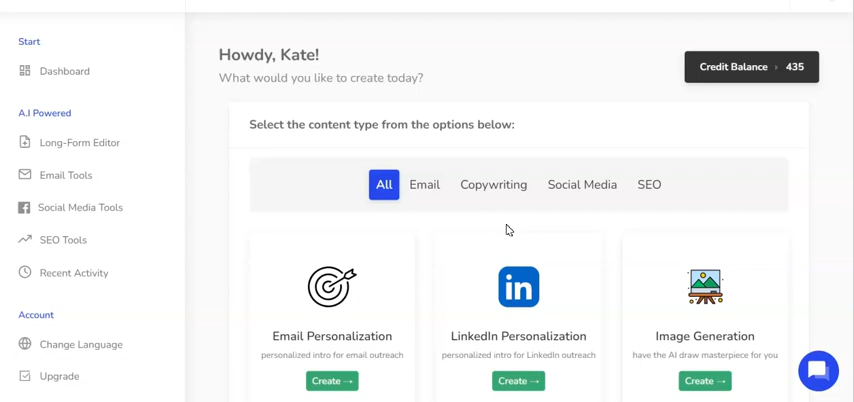 Start
Dashboard
A.I Powered
Long-Form Editor
Email Tools
Social Media Tools
SEO Tools
Recent Activity
Account
Change Language
Upgrade
Howdy, Kate!
What would you like to create today?
Credit Balance › 435
Select the content type from the options below:
All Email Copywriting Social Media SEO
Email Personalization
personalized intro for email outreach
Create →
LinkedIn Personalization
personalized intro for LinkedIn outreach
Create →
Image Generation
have the AI draw masterpiece for you
Create →